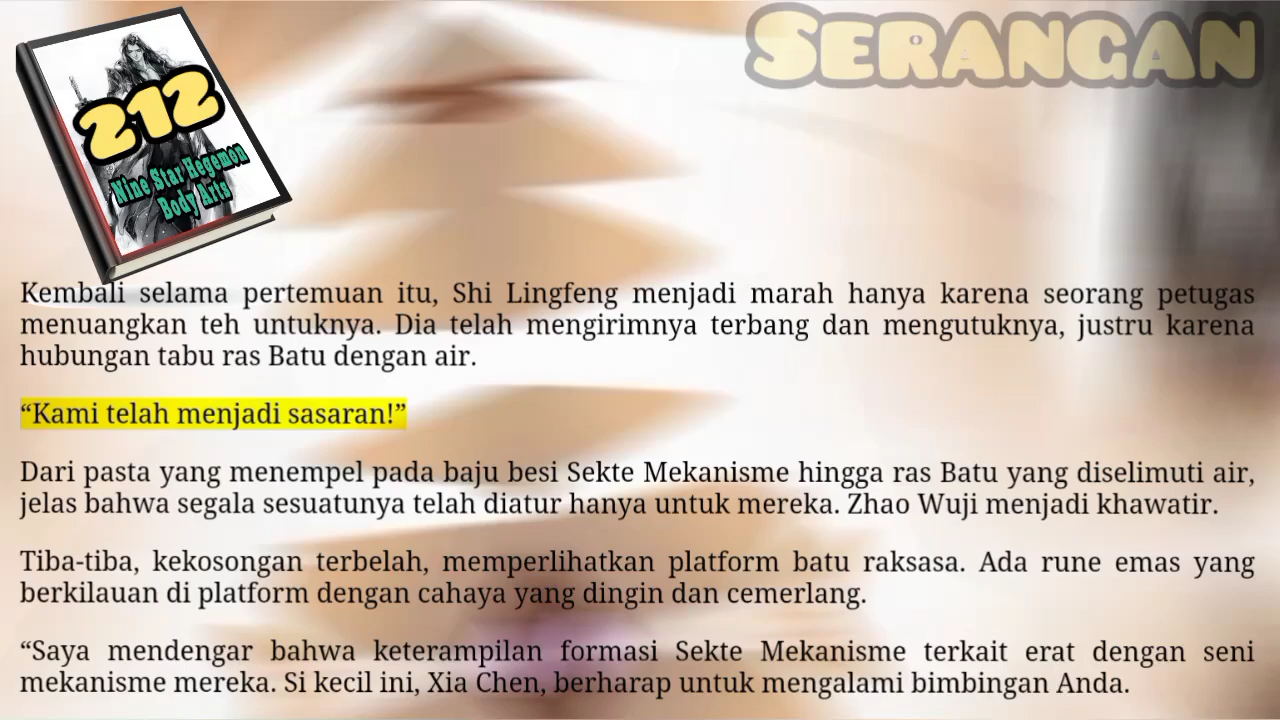 SERANGAN
212
Nine Star Hegemon
Body Arts
Kembali selama pertemuan itu, Shi Lingfeng menjadi marah hanya karena seorang petugas
menuangkan teh untuknya. Dia telah mengirimnya terbang dan mengutuknya, justru karena
hubungan tabu ras Batu dengan air.
“Kami telah menjadi sasaran!”
Dari pasta yang menempel pada baju besi Sekte Mekanisme hingga ras Batu yang diselimuti air,
jelas bahwa segala sesuatunya telah diatur hanya untuk mereka. Zhao Wuji menjadi khawatir.
Tiba-tiba, kekosongan terbelah, memperlihatkan platform batu raksasa. Ada rune emas yang
berkilauan di platform dengan cahaya yang dingin dan cemerlang.
“Saya mendengar bahwa keterampilan formasi Sekte Mekanisme terkait erat dengan seni
mekanisme mereka. Si kecil ini, Xia Chen, berharap untuk mengalami bimbingan Anda.